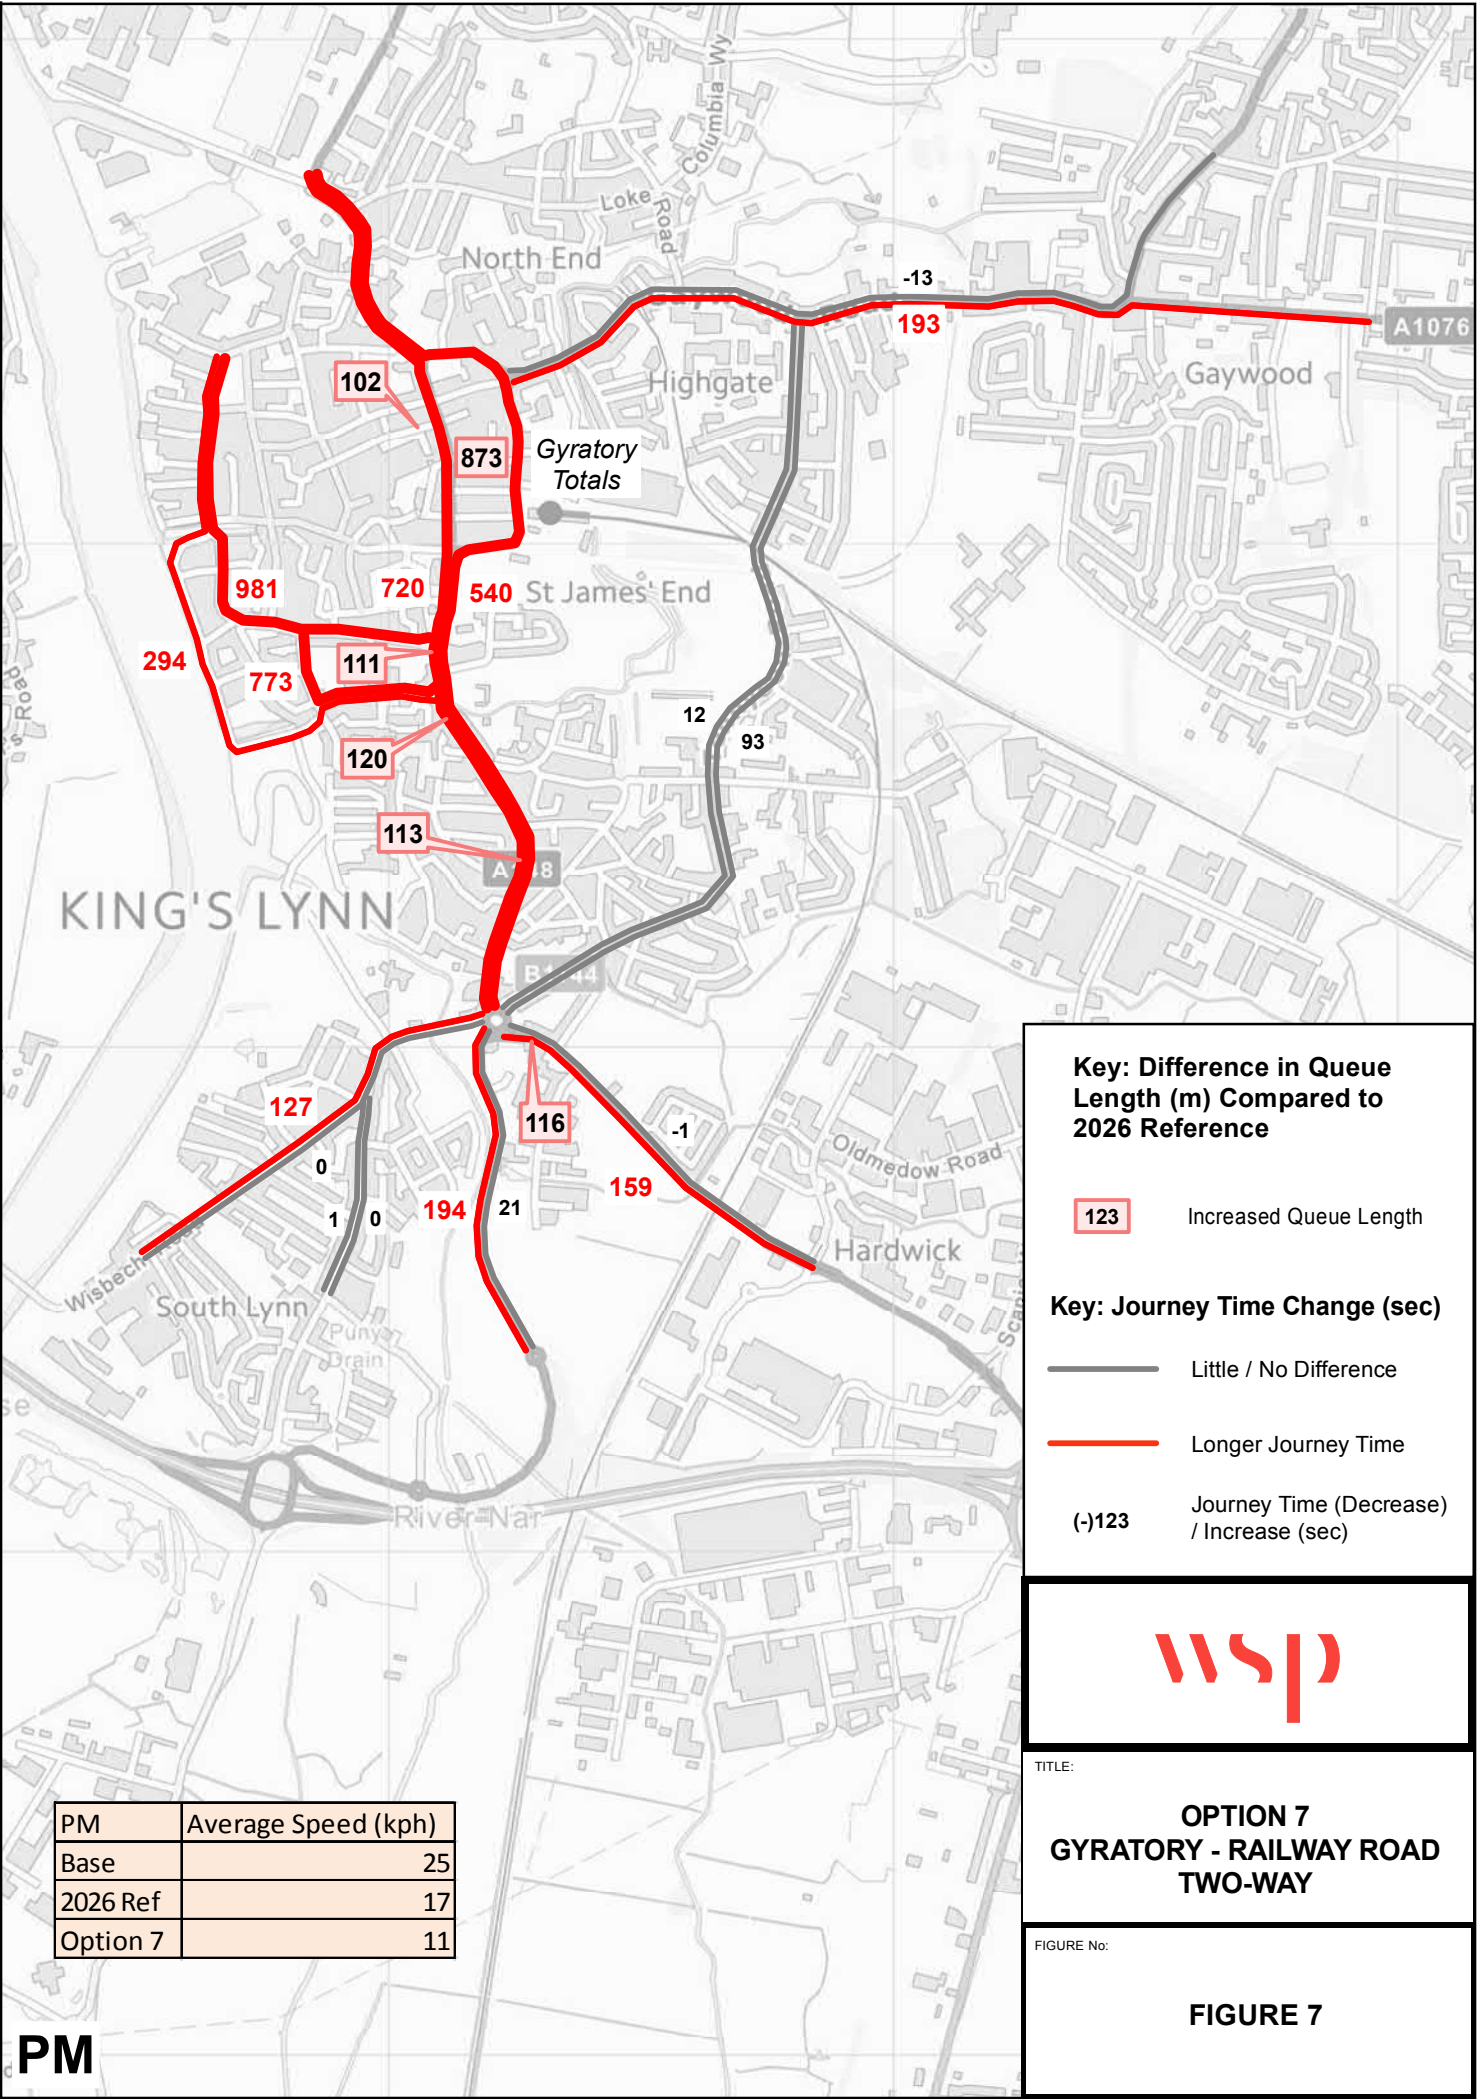 Columbia Wy
Loke Road
North End
-13
193
A1076
102
Highgate
Gaywood
873
Gyratory
Totals
981
720
540
St James' End
294
773
111
Road
12
93
120
113
KING'S LYNN
116
127
-1
Oldmedow Road
0
194
21
159
1
0
Hardwick
South Lynn
Puny
Drain
River Nar
Key: Difference in Queue
Length (m) Compared to
2026 Reference
123 Increased Queue Length
Key: Journey Time Change (sec)
Little / No Difference
Longer Journey Time
(-)123 Journey Time (Decrease)
/ Increase (sec)
wsp
TITLE:
OPTION 7
GYRATORY - RAILWAY ROAD
TWO-WAY
FIGURE No:
FIGURE 7
PM Average Speed (kph)
Base 25
2026 Ref 17
Option 7 11
PM